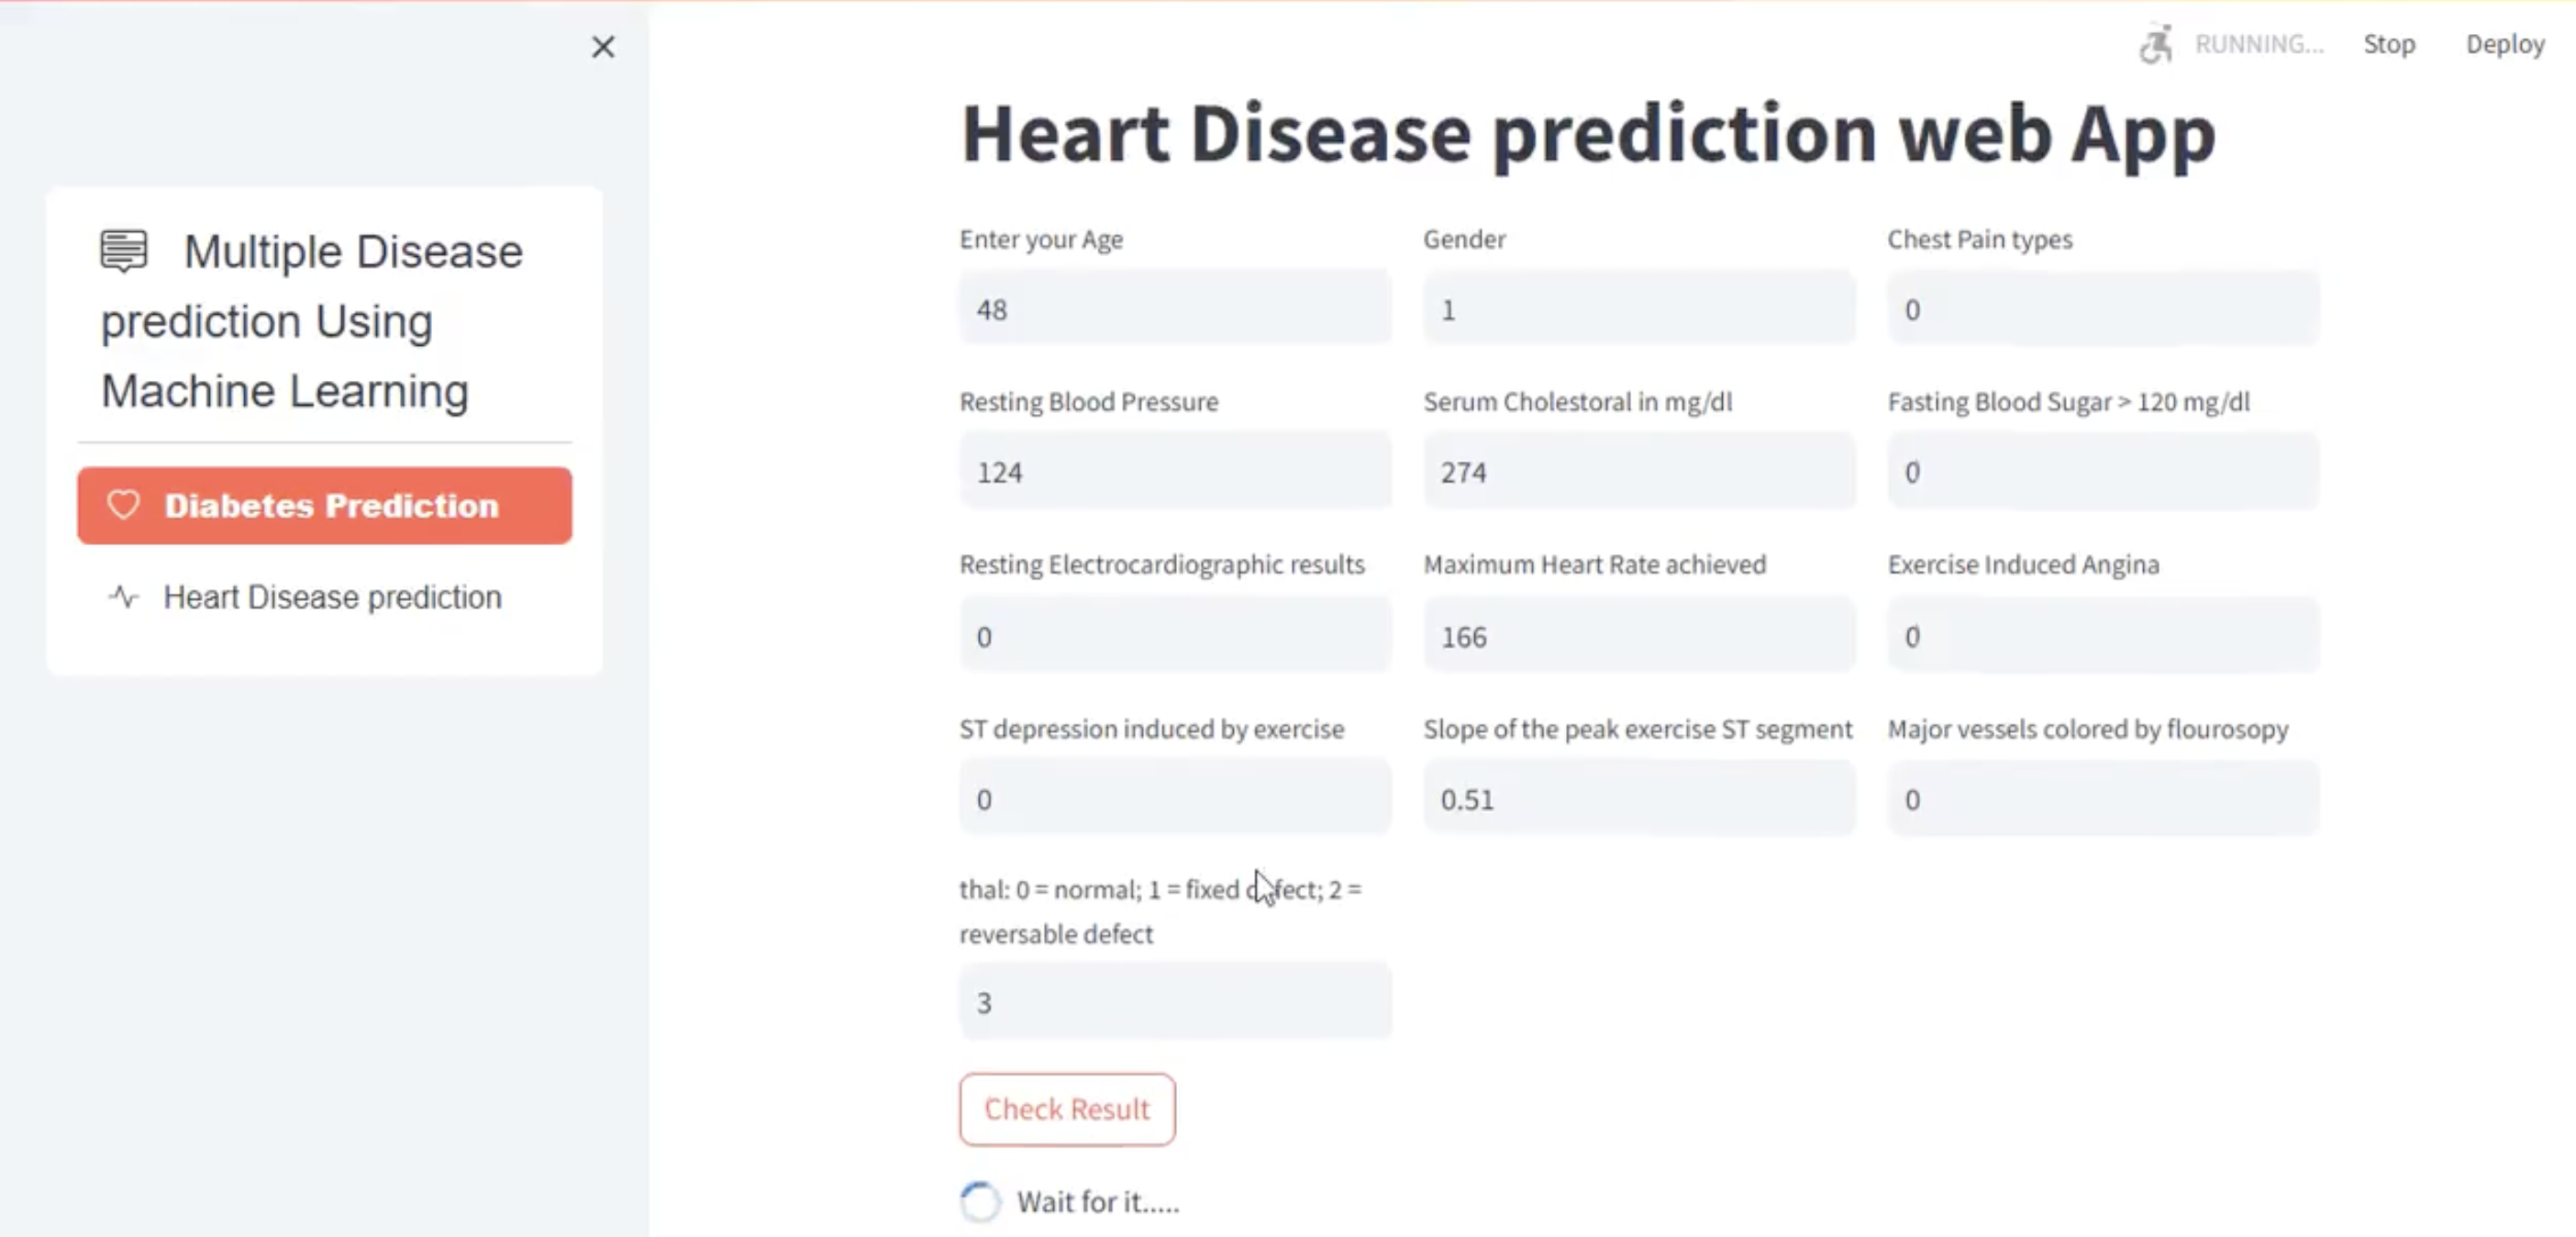 RUNNING... Stop Deploy
Multiple Disease
prediction Using
Machine Learning
Diabetes Prediction
Heart Disease prediction
Heart Disease prediction web App
Enter your Age Gender Chest Pain types
48 1 0
Resting Blood Pressure Serum Cholestoral in mg/dl Fasting Blood Sugar > 120 mg/dl
124 274 0
Resting Electrocardiographic results Maximum Heart Rate achieved Exercise Induced Angina
0 166 0
ST depression induced by exercise Slope of the peak exercise ST segment Major vessels colored by flourosopy
0 0.51 0
thal: 0 = normal; 1 = fixed defect; 2 =
reversable defect
3
Check Result
Wait for it.....